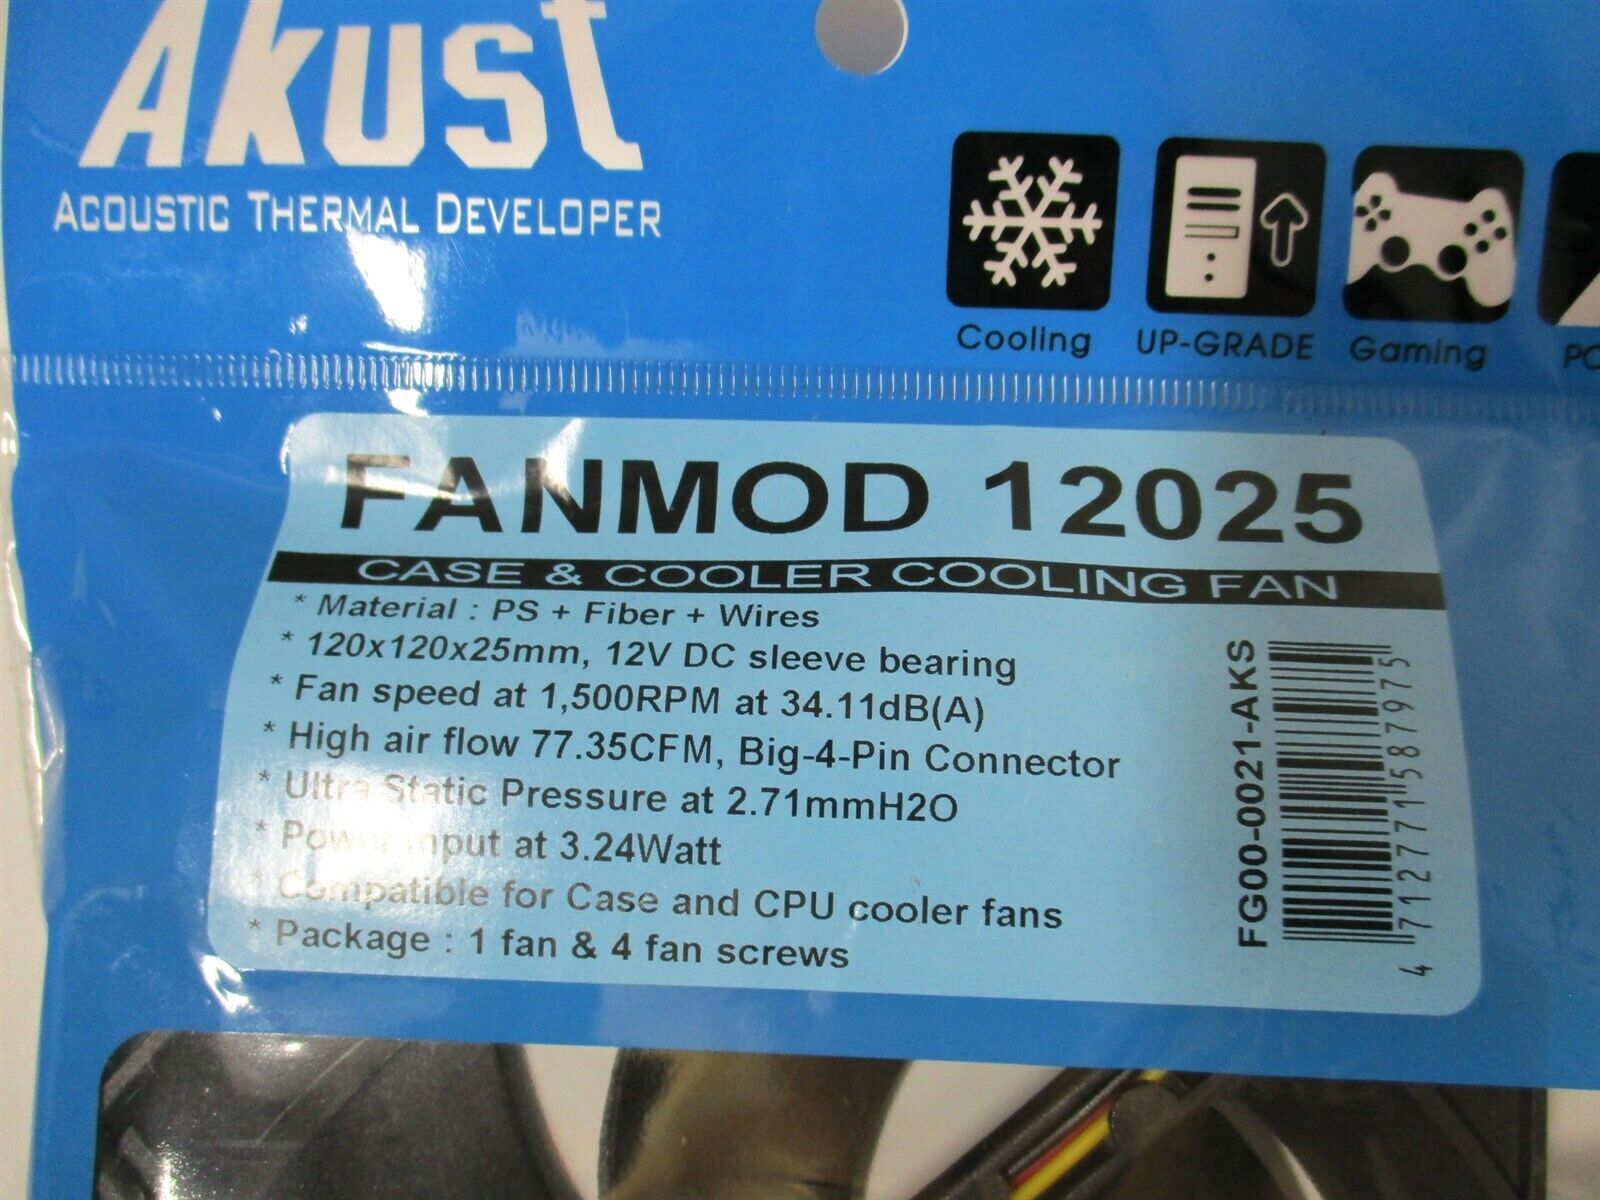 Akust
ACOUSTIC THERMAL DEVELOPER
Cooling
UP-GRADE
Gaming
FANMOD 12025
CASE & COOLER COOLING FAN
* Material : PS + Fiber + Wires
* 120x120x25mm, 12V DC sleeve bearing
* Fan speed at 1,500RPM at 34.11dB(A)
* High air flow 77.35CFM, Big-4-Pin Connector
* Ultra Static Pressure at 2.71mmH2O
* Power input at 3.24Watt
* Compatible for Case and CPU cooler fans
* Package : 1 fan & 4 fan screws
FG00-0021-AKS
4 712771 587975